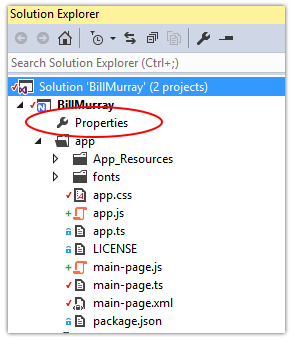 Solution Explorer
Search Solution Explorer (Ctrl+;)
Solution 'BillMurray' (2 projects)
BillMurray
Properties
app
App_Resources
fonts
app.css
app.js
app.ts
LICENSE
main-page.js
main-page.ts
main-page.xml
package.json